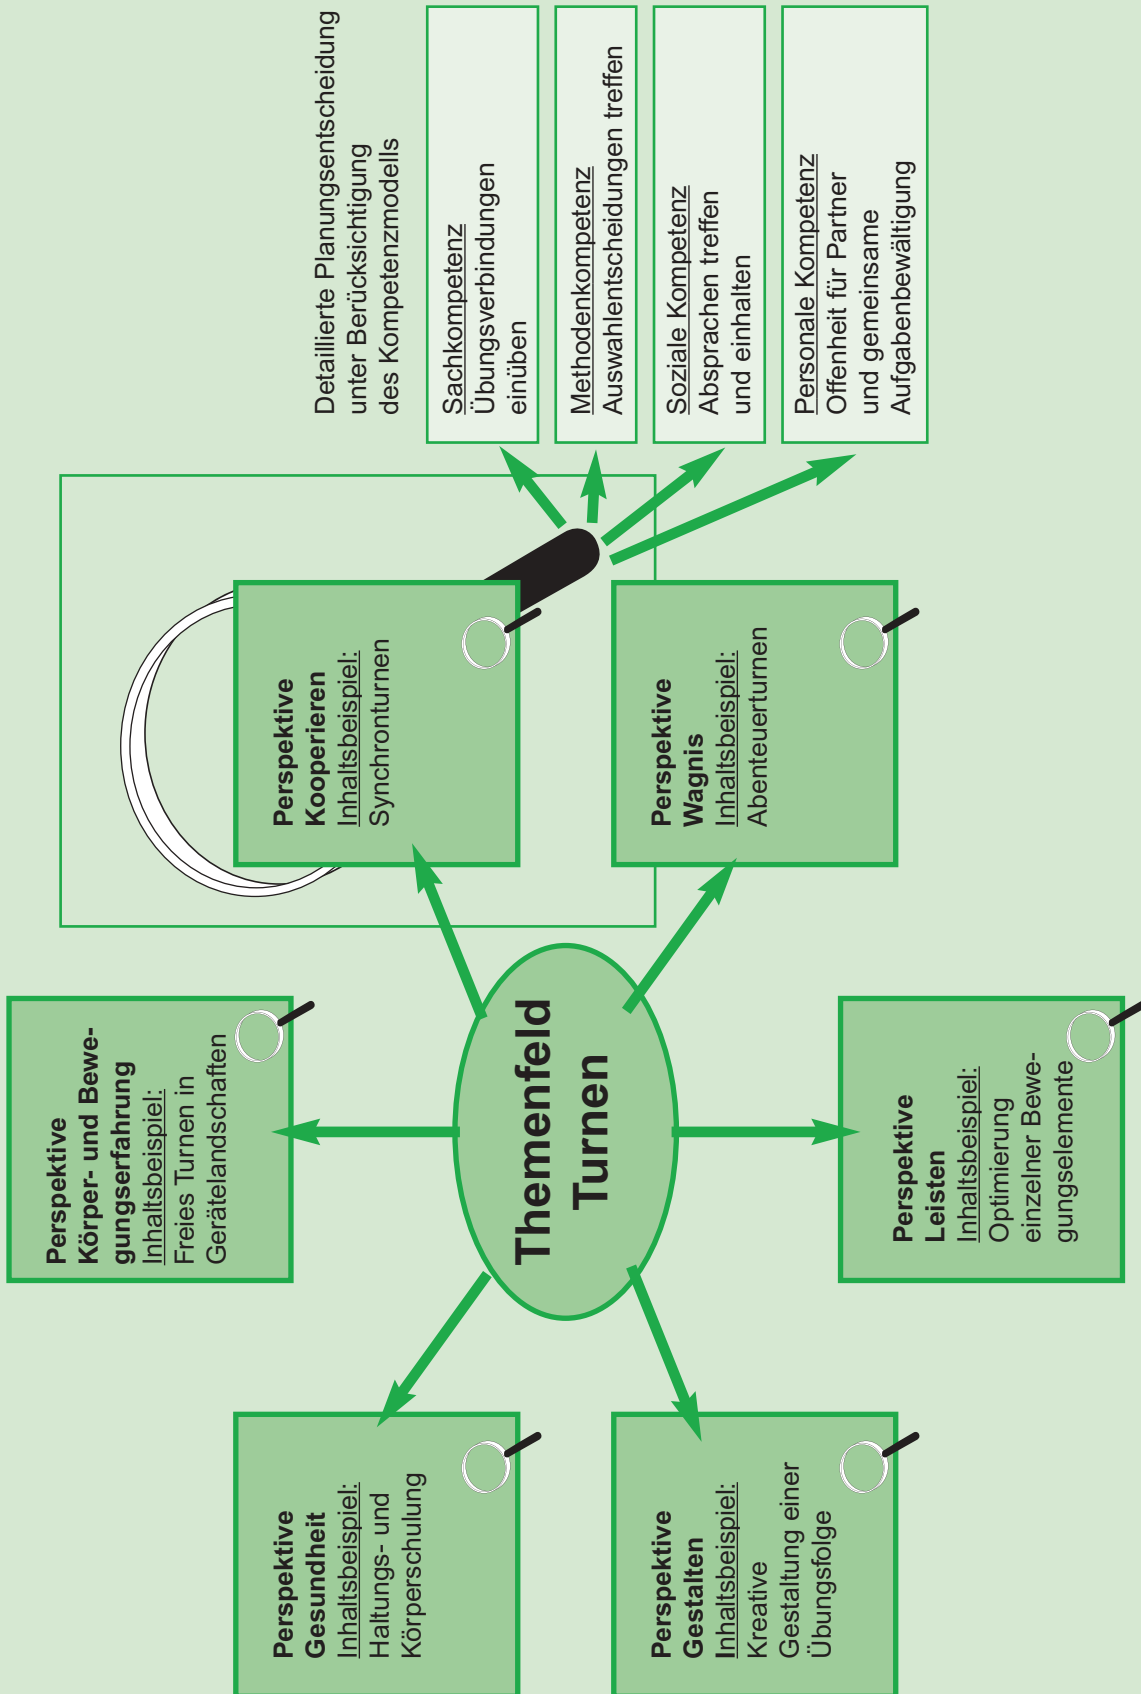 Perspektive
Gesundheit
Inhaltsbeispiel:
Haltungs- und
Körperschulung
Perspektive
Körper- und Bewe-
gungserfahrung
Inhaltsbeispiel:
Freies Turnen in
Gerätelandschaften
Perspektive
Kooperieren
Inhaltsbeispiel:
Synchronturnen
Themenfeld
Turnen
Perspektive
Gestalten
Inhaltsbeispiel:
Kreative
Gestaltung einer
Übungsfolge
Perspektive
Leisten
Inhaltsbeispiel:
Optimierung
einzelner Bewe-
gungselemente
Perspektive
Wagnis
Inhaltsbeispiel:
Abenteuerturnen
Detaillierte Planungsentscheidung
unter Berücksichtigung
des Kompetenzmodells
Sachkompetenz
Übungsverbindungen
einüben
Methodenkompetenz
Auswahlentscheidungen treffen
Soziale Kompetenz
Absprachen treffen
und einhalten
Personale Kompetenz
Offenheit für Partner
und gemeinsame
Aufgabenbewältigung